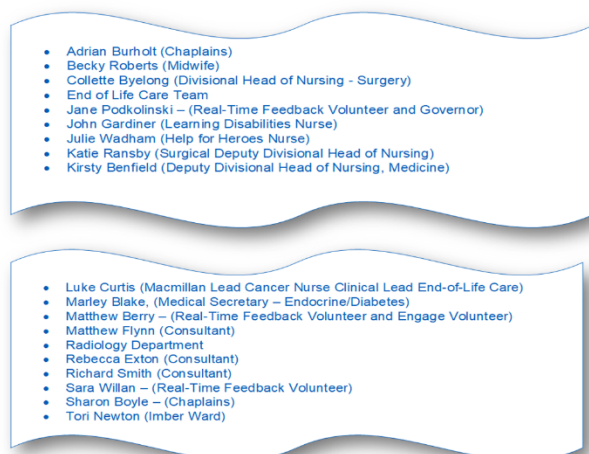 • Adrian Burholt (Chaplains)
• Becky Roberts (Midwife)
• Collette Byelong (Divisional Head of Nursing - Surgery)
• End of Life Care Team
• Jane Podkolinski – (Real-Time Feedback Volunteer and Governor)
• John Gardiner (Learning Disabilities Nurse)
• Julie Wadham (Help for Heroes Nurse)
• Katie Ransby (Surgical Deputy Divisional Head of Nursing)
• Kirsty Benfield (Deputy Divisional Head of Nursing, Medicine)
• Luke Curtis (Macmillan Lead Cancer Nurse Clinical Lead End-of-Life Care)
• Marley Blake, (Medical Secretary – Endocrine/Diabetes)
• Matthew Berry – (Real-Time Feedback Volunteer and Engage Volunteer)
• Matthew Flynn (Consultant)
• Radiology Department
• Rebecca Exton (Consultant)
• Richard Smith (Consultant)
• Sara Willan – (Real-Time Feedback Volunteer)
• Sharon Boyle – (Chaplains)
• Tori Newton (Imber Ward)